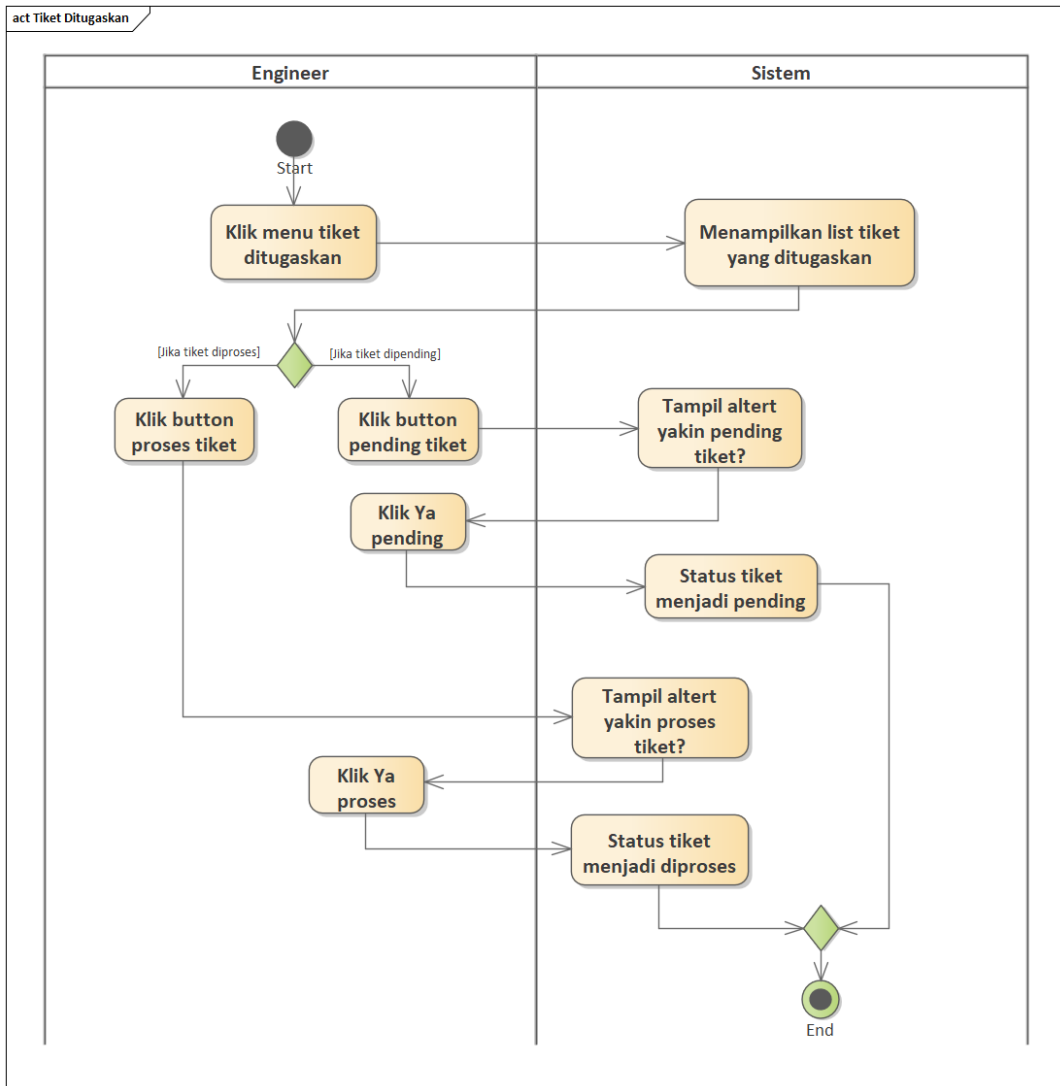 act Tiket Ditugaskan
Engineer
Sistem
Start
Klik menu tiket
ditugaskan
Menampilkan list tiket
yang ditugaskan
[Jika tiket diproses]
[Jika tiket dipending]
Klik button
proses tiket
Klik button
pending tiket
Tampil altert
yakin pending
tiket?
Klik Ya
pending
Status tiket
menjadi pending
Tampil altert
yakin proses
tiket?
Klik Ya
proses
Status tiket
menjadi diproses
End